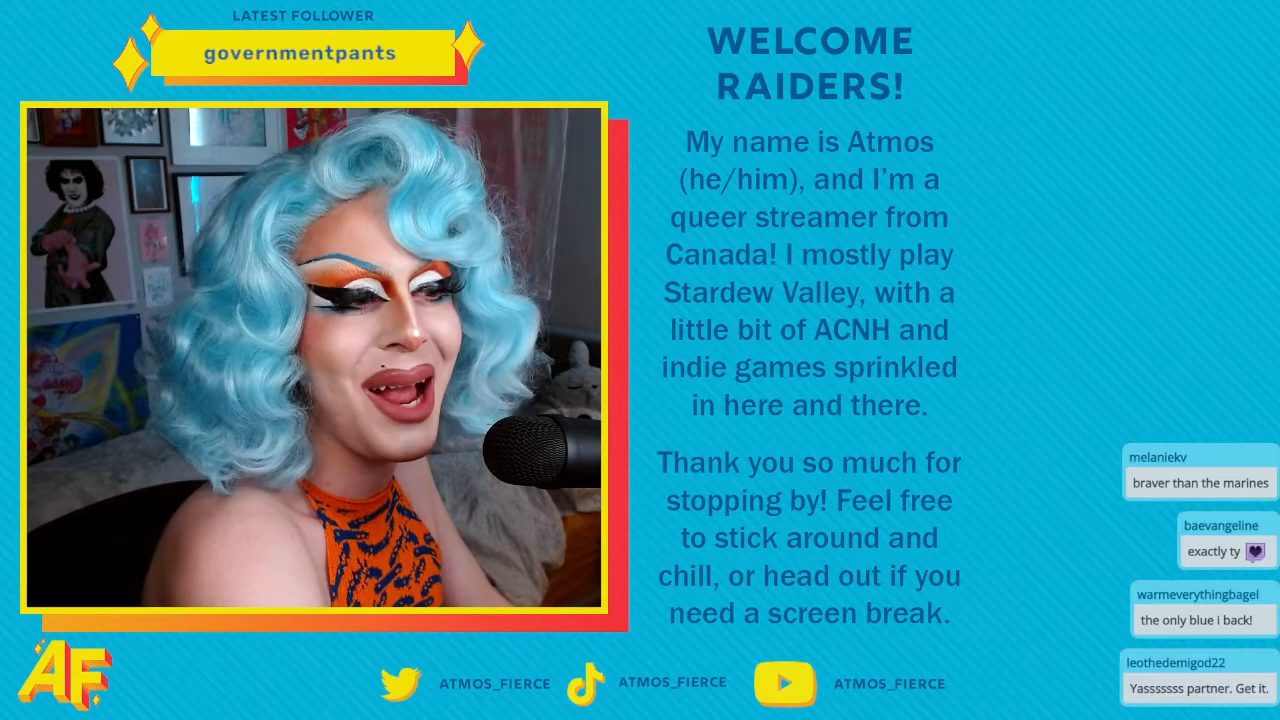 LATEST FOLLOWER
governmentpants
WELCOME
RAIDERS!
My name is Atmos
(he/him), and I'm a
queer streamer from
Canada! I mostly play
Stardew Valley, with a
little bit of ACNH and
indie games sprinkled
in here and there.
Thank you so much for
stopping by! Feel free
to stick around and
chill, or head out if you
need a screen break.
melaniekv
braver than the marines
baevangeline
exactly ty
warmeverythingbagel
the only blue i back!
leothedemigod22
Yasssssss partner. Get it.
AF
ATMOS_FIERCE
ATMOS_FIERCE
ATMOS_FIERCE